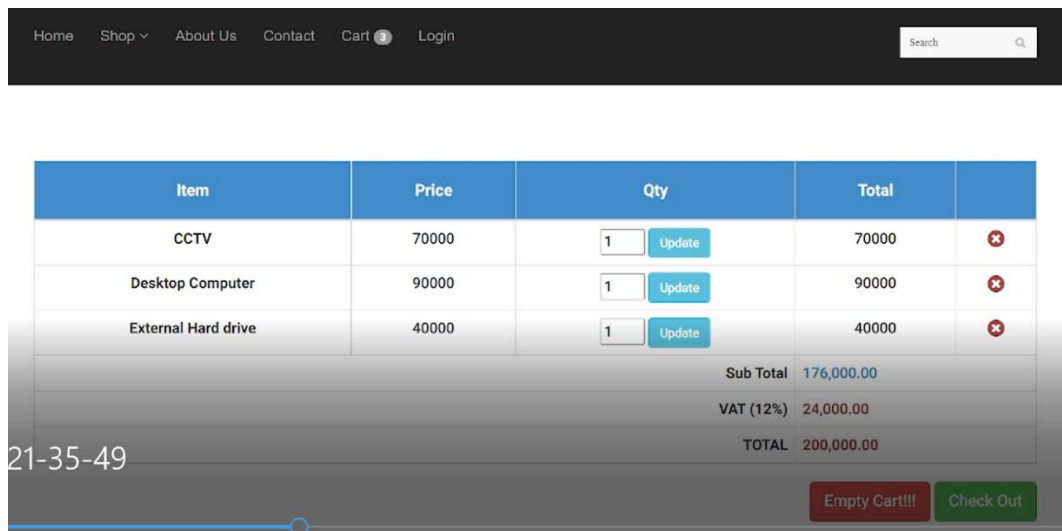 Home Shop About Us Contact Cart 3 Login Search
Item Price Qty Total
CCTV 70000 1 Update 70000
Desktop Computer 90000 1 Update 90000
External Hard drive 40000 1 Update 40000
Sub Total 176,000.00
VAT (12%) 24,000.00
TOTAL 200,000.00
21-35-49
Empty Cart!!! Check Out